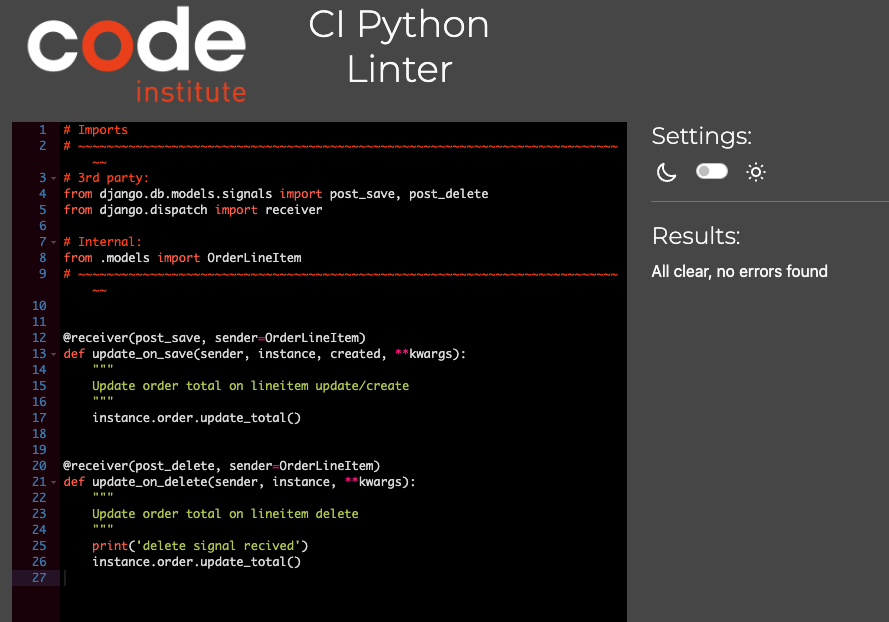 code
institute
CI Python
Linter
1 # Imports
2 # ~~~~~~~~~~~~~~~~~~~~~~~~~~~~~~~~~~~~~~~~~~~~~~~~~~~~~~~~~~~~~~~~~~~~~~~~~~~
~~
3 # 3rd party:
4 from django.db.models.signals import post_save, post_delete
5 from django.dispatch import receiver
6
7 # Internal:
8 from .models import OrderLineItem
9 # ~~~~~~~~~~~~~~~~~~~~~~~~~~~~~~~~~~~~~~~~~~~~~~~~~~~~~~~~~~~~~~~~~~~~~~~~~~~
~~
10
11
12 @receiver(post_save, sender=OrderLineItem)
13 def update_on_save(sender, instance, created, **kwargs):
14     """
15     Update order total on lineitem update/create
16     """
17     instance.order.update_total()
18
19
20 @receiver(post_delete, sender=OrderLineItem)
21 def update_on_delete(sender, instance, **kwargs):
22     """
23     Update order total on lineitem delete
24     """
25     print('delete signal recived')
26     instance.order.update_total()
27
Settings:
Results:
All clear, no errors found